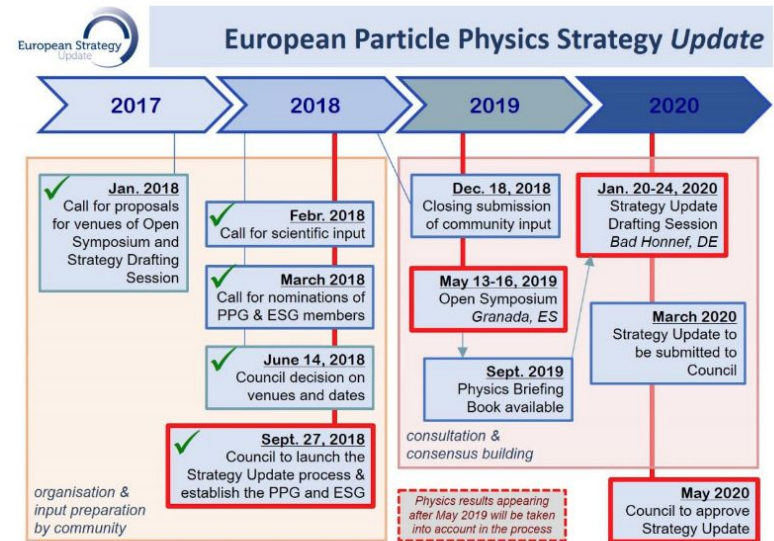 European Strategy
Update
European Particle Physics Strategy Update
2017
2018
2019
2020
Jan. 2018
Call for proposals
for venues of Open
Symposium and
Strategy Drafting
Session
Febr. 2018
Call for scientific input
March 2018
Call for nominations of
PPG & ESG members
June 14, 2018
Council decision on
venues and dates
Sept. 27, 2018
Council to launch the
Strategy Update process &
establish the PPG and ESG
organisation &
input preparation
by community
Dec. 18, 2018
Closing submission
of community input
May 13-16, 2019
Open Symposium
Granada, ES
Sept. 2019
Physics Briefing
Book available
consultation &
consensus building
Physics results appearing
after May 2019 will be taken
into account in the process
Jan. 20-24, 2020
Strategy Update
Drafting Session
Bad Honnef, DE
March 2020
Strategy Update to
be submitted to
Council
May 2020
Council to approve
Strategy Update